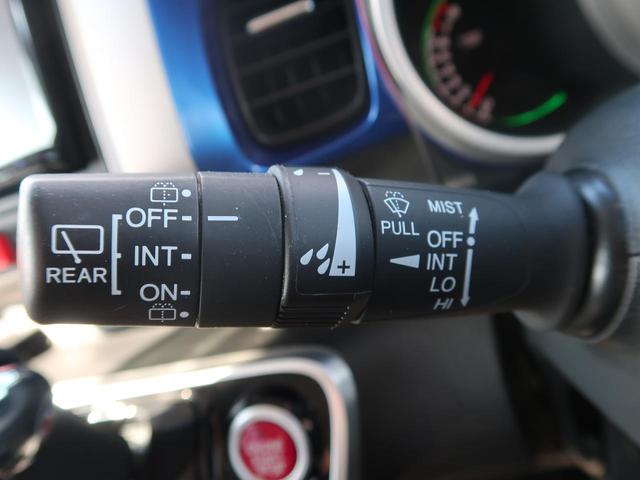 OFF
INT
ON
REAR
- +
PULL
MIST
OFF
INT
LO
HI